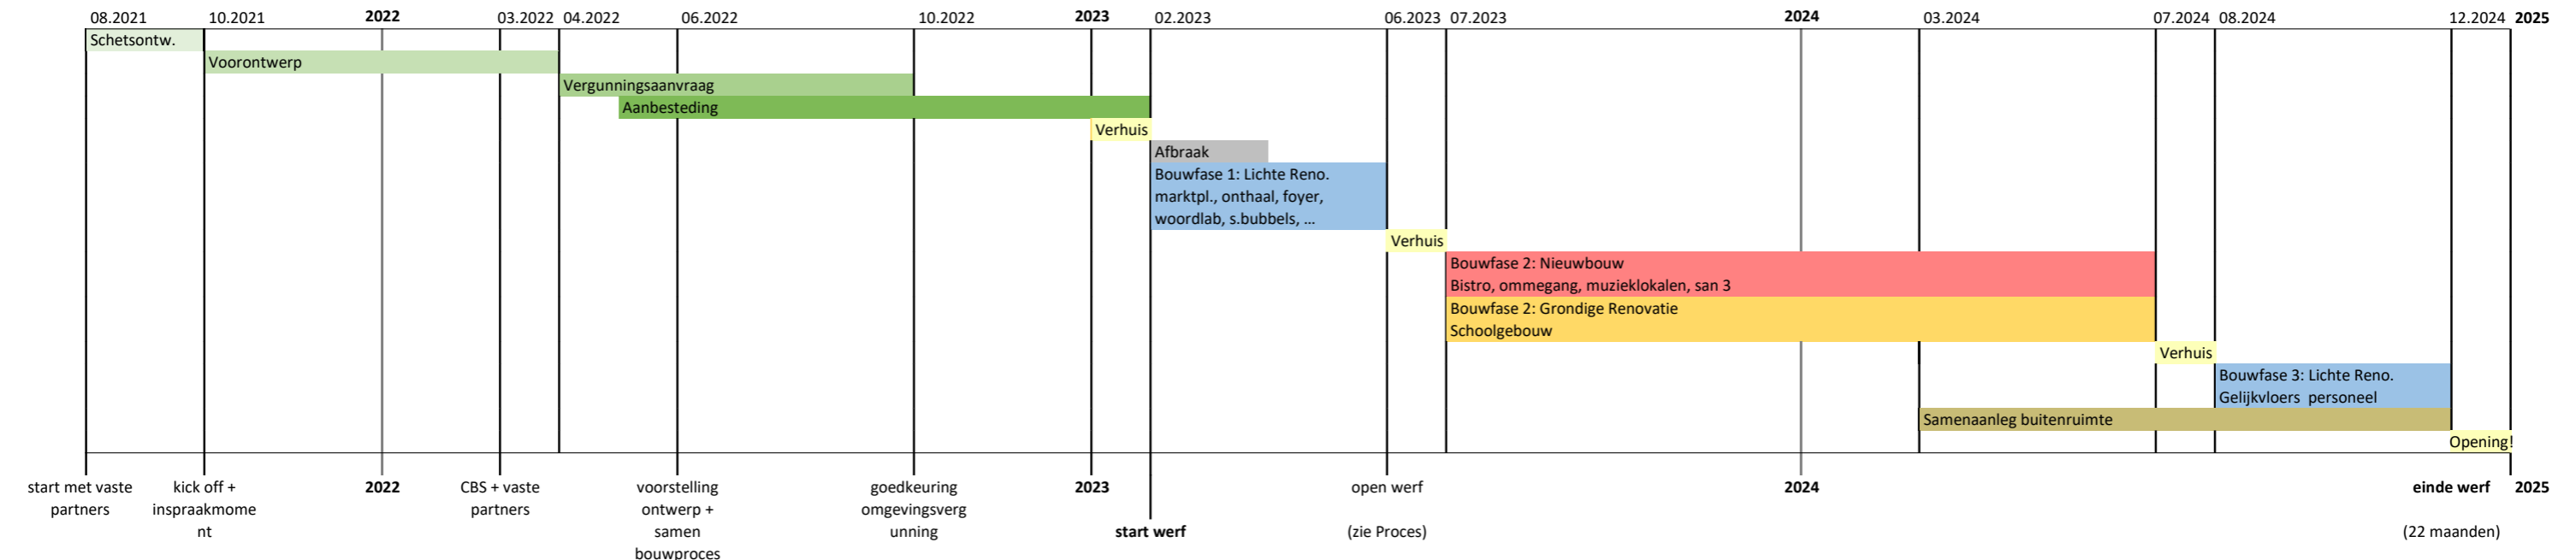 08.2021 10.2021 2022 03.2022 04.2022 06.2022 10.2022 2023 02.2023 06.2023 07.2023 2024 03.2024 07.2024 08.2024 12.2024 2025
Schetsontw.
Voorontwerp
Vergunningsaanvraag
Aanbesteding
Verhuis
Afbraak
Bouwfase 1: Lichte Reno.
marktpl., onthaal, foyer,
woordlab, s.bubbels, ...
Verhuis
Bouwfase 2: Nieuwbouw
Bistro, ommegang, muzieklokalen, san 3
Bouwfase 2: Grondige Renovatie
Schoolgebouw
Verhuis
Bouwfase 3: Lichte Reno.
Gelijkvloers personeel
Samenaanleg buitenruimte
Opening!
start met vaste
partners
kick off +
inspraakmome
nt
2022
CBS + vaste
partners
voorstelling
ontwerp +
samen
bouwproces
goedkeuring
omgevingsverg
unning
2023
start werf
open werf
(zie Proces)
2024
einde werf
(22 maanden)
2025